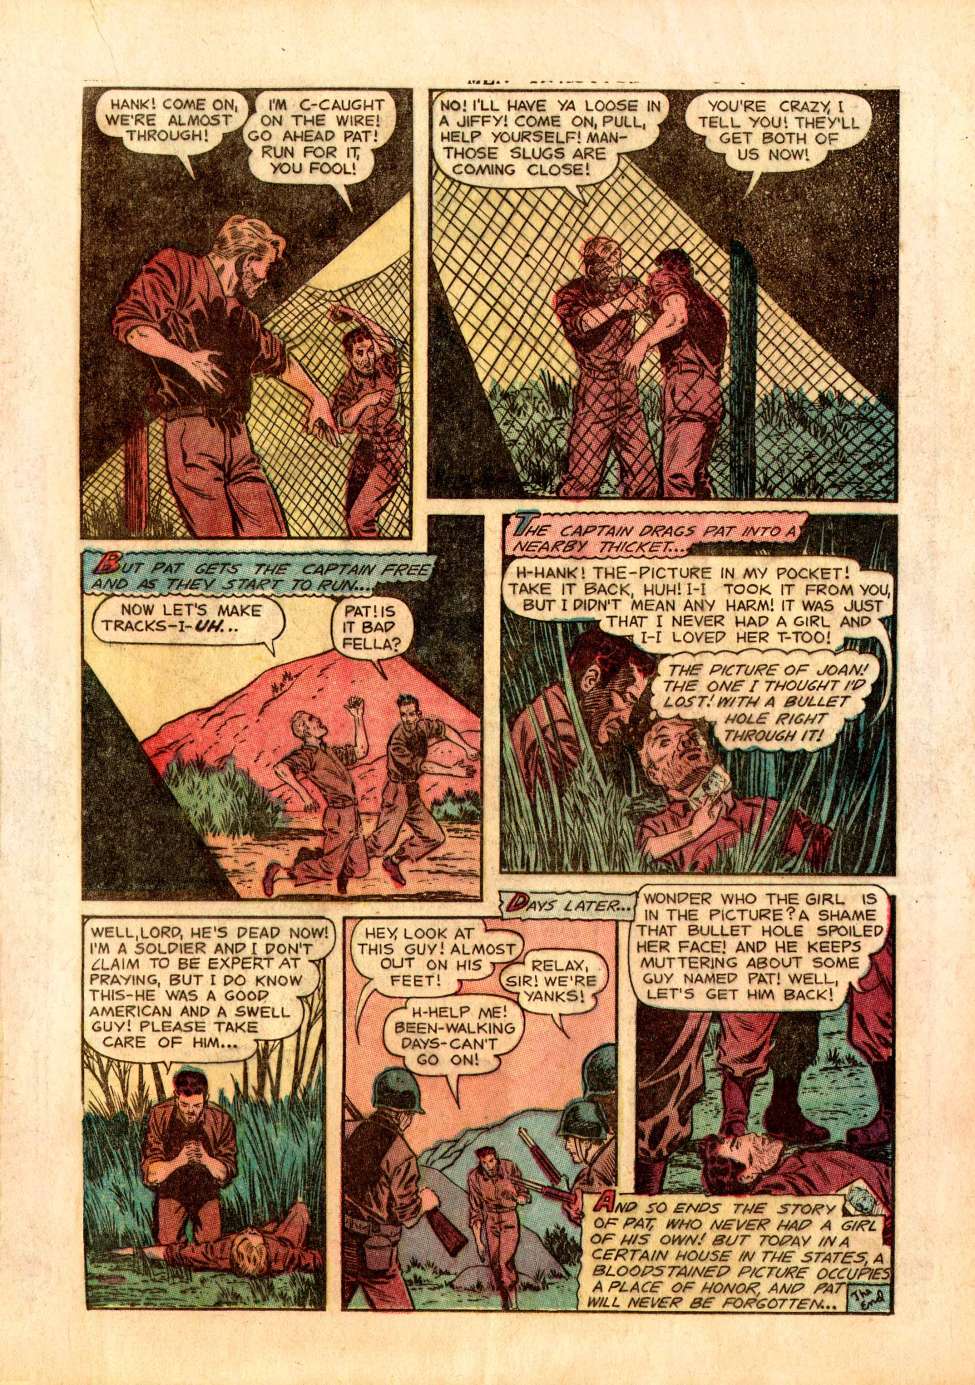 HANK! COME ON,
WE'RE ALMOST
THROUGH!
I'M C-CAUGHT
ON THE WIRE!
GO AHEAD PAT!
RUN FOR IT,
YOU FOOL!
NO! I'LL HAVE YA LOOSE IN
A JIFFY! COME ON, PULL,
HELP YOURSELF! MAN-
THOSE SLUGS ARE
COMING CLOSE!
YOU'RE CRAZY, I
TELL YOU! THEY'LL
GET BOTH OF
US NOW!
BUT PAT GETS THE CAPTAIN FREE
AND AS THEY START TO RUN...
NOW LET'S MAKE
TRACKS-I-UH...
PAT! IS
IT BAD
FELLA?
THE CAPTAIN DRAGS PAT INTO A
NEARBY THICKET...
H-HANK! THE-PICTURE IN MY POCKET!
TAKE IT BACK, HUH! I-I TOOK IT FROM YOU,
BUT I DIDN'T MEAN ANY HARM! IT WAS JUST
THAT I NEVER HAD A GIRL AND
I-I LOVED HER T-TOO!
THE PICTURE OF JOAN!
THE ONE I THOUGHT I'D
LOST! WITH A BULLET
HOLE RIGHT
THROUGH IT!
WELL, LORD, HE'S DEAD NOW!
I'M A SOLDIER AND I DON'T
CLAIM TO BE EXPERT AT
PRAYING, BUT I DO KNOW
THIS-HE WAS A GOOD
AMERICAN AND A SWELL
GUY! PLEASE TAKE
CARE OF HIM...
DAYS LATER...
HEY, LOOK AT
THIS GUY! ALMOST
OUT ON HIS
FEET!
RELAX,
SIR! WE'RE
YANKS!
H-HELP ME!
BEEN-WALKING
DAYS-CAN'T
GO ON!
WONDER WHO THE GIRL IS
IN THE PICTURE? A SHAME
THAT BULLET HOLE SPOILED
HER FACE! AND HE KEEPS
MUTTERING ABOUT SOME
GUY NAMED PAT! WELL,
LET'S GET HIM BACK!
AND SO ENDS THE STORY
OF PAT, WHO NEVER HAD A GIRL
OF HIS OWN! BUT TODAY IN A
CERTAIN HOUSE IN THE STATES, A
BLOODSTAINED PICTURE OCCUPIES
A PLACE OF HONOR, AND PAT
WILL NEVER BE FORGOTTEN...
The
End